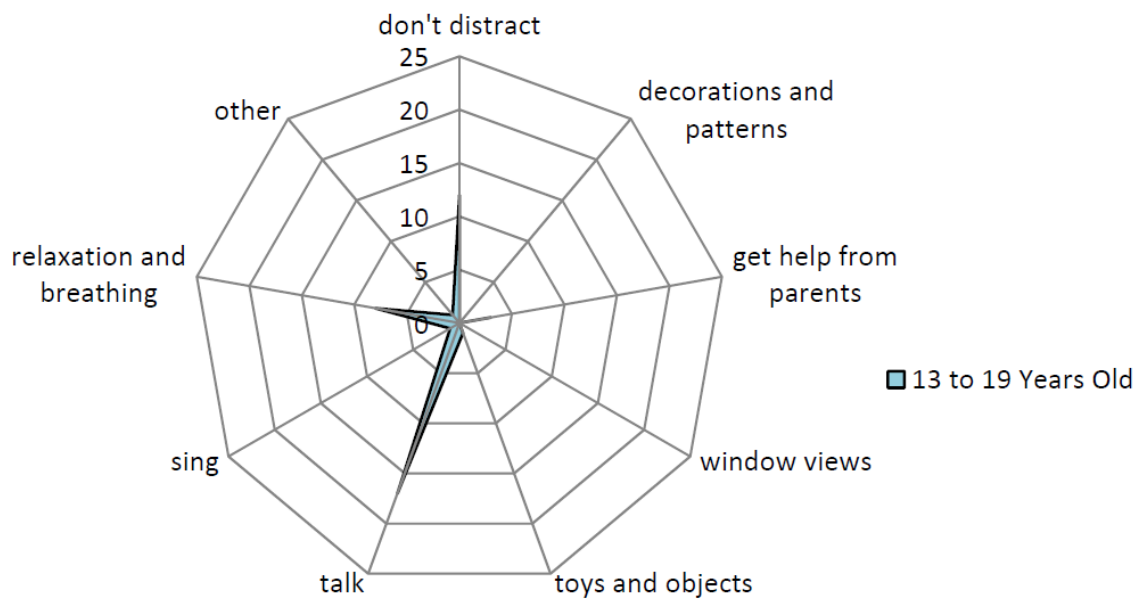 don't distract
25
decorations and
patterns
other
20
15
10
relaxation and
breathing
get help from
parents
5
0
13 to 19 Years Old
sing
window views
talk
toys and objects